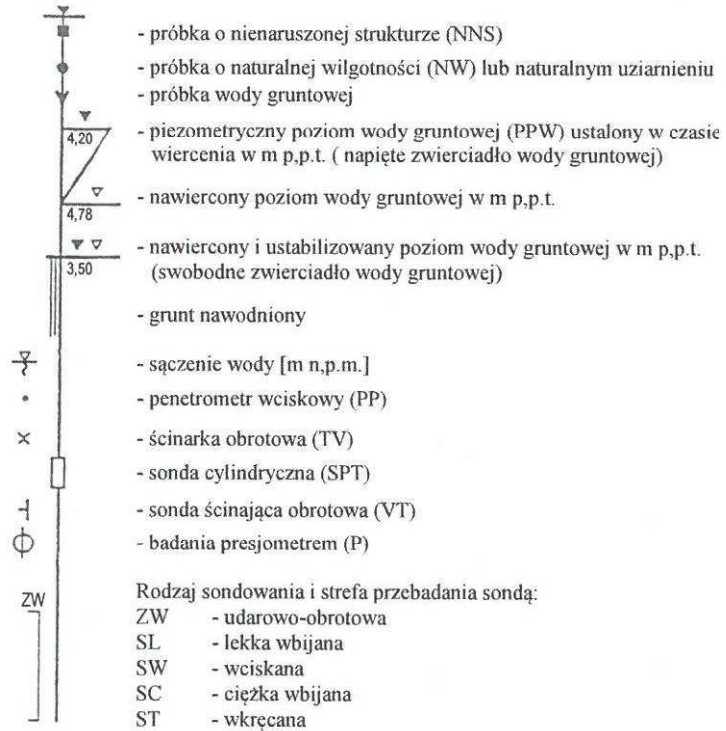 - próbka o nienaruszonej strukturze (NNS)
- próbka o naturalnej wilgotności (NW) lub naturalnym uziarnieniu
- próbka wody gruntowej
4,20 - piezometryczny poziom wody gruntowej (PPW) ustalony w czasie
wiercenia w m p,p.t. ( napięte zwierciadło wody gruntowej)
4,78 - nawiercony poziom wody gruntowej w m p,p.t.
3,50 - nawiercony i ustabilizowany poziom wody gruntowej w m p,p.t.
(swobodne zwierciadło wody gruntowej)
- grunt nawodniony
- sączenie wody [m n,p.m.]
- penetrometr wciskowy (PP)
- ścinarka obrotowa (TV)
- sonda cylindryczna (SPT)
- sonda ścinająca obrotowa (VT)
- badania presjometrem (P)
Rodzaj sondowania i strefa przebadania sondą:
ZW ZW - udarowo-obrotowa
SL - lekka wbijana
SW - wciskana
SC - ciężka wbijana
ST - wkręcana